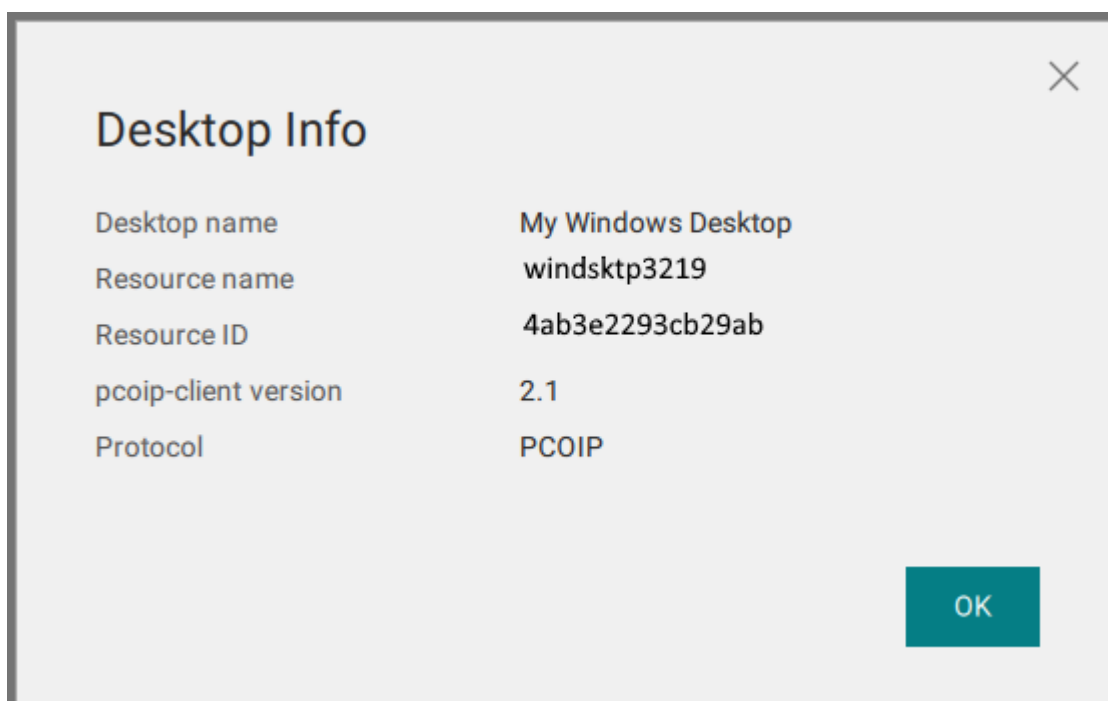 Desktop Info
Desktop name My Windows Desktop
Resource name windsktp3219
Resource ID 4ab3e2293cb29ab
pcoip-client version 2.1
Protocol PCOIP
OK